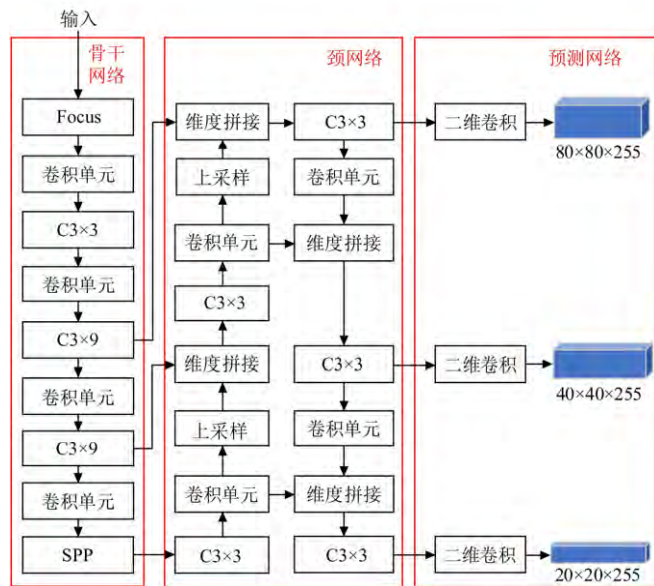 输入
骨干
网络
Focus
卷积单元
C3×3
卷积单元
C3×9
卷积单元
C3×9
卷积单元
SPP
颈网络
维度拼接
上采样
卷积单元
C3×3
维度拼接
上采样
卷积单元
C3×3
C3×3
卷积单元
维度拼接
C3×3
卷积单元
维度拼接
C3×3
预测网络
二维卷积
80×80×255
二维卷积
40×40×255
二维卷积
20×20×255